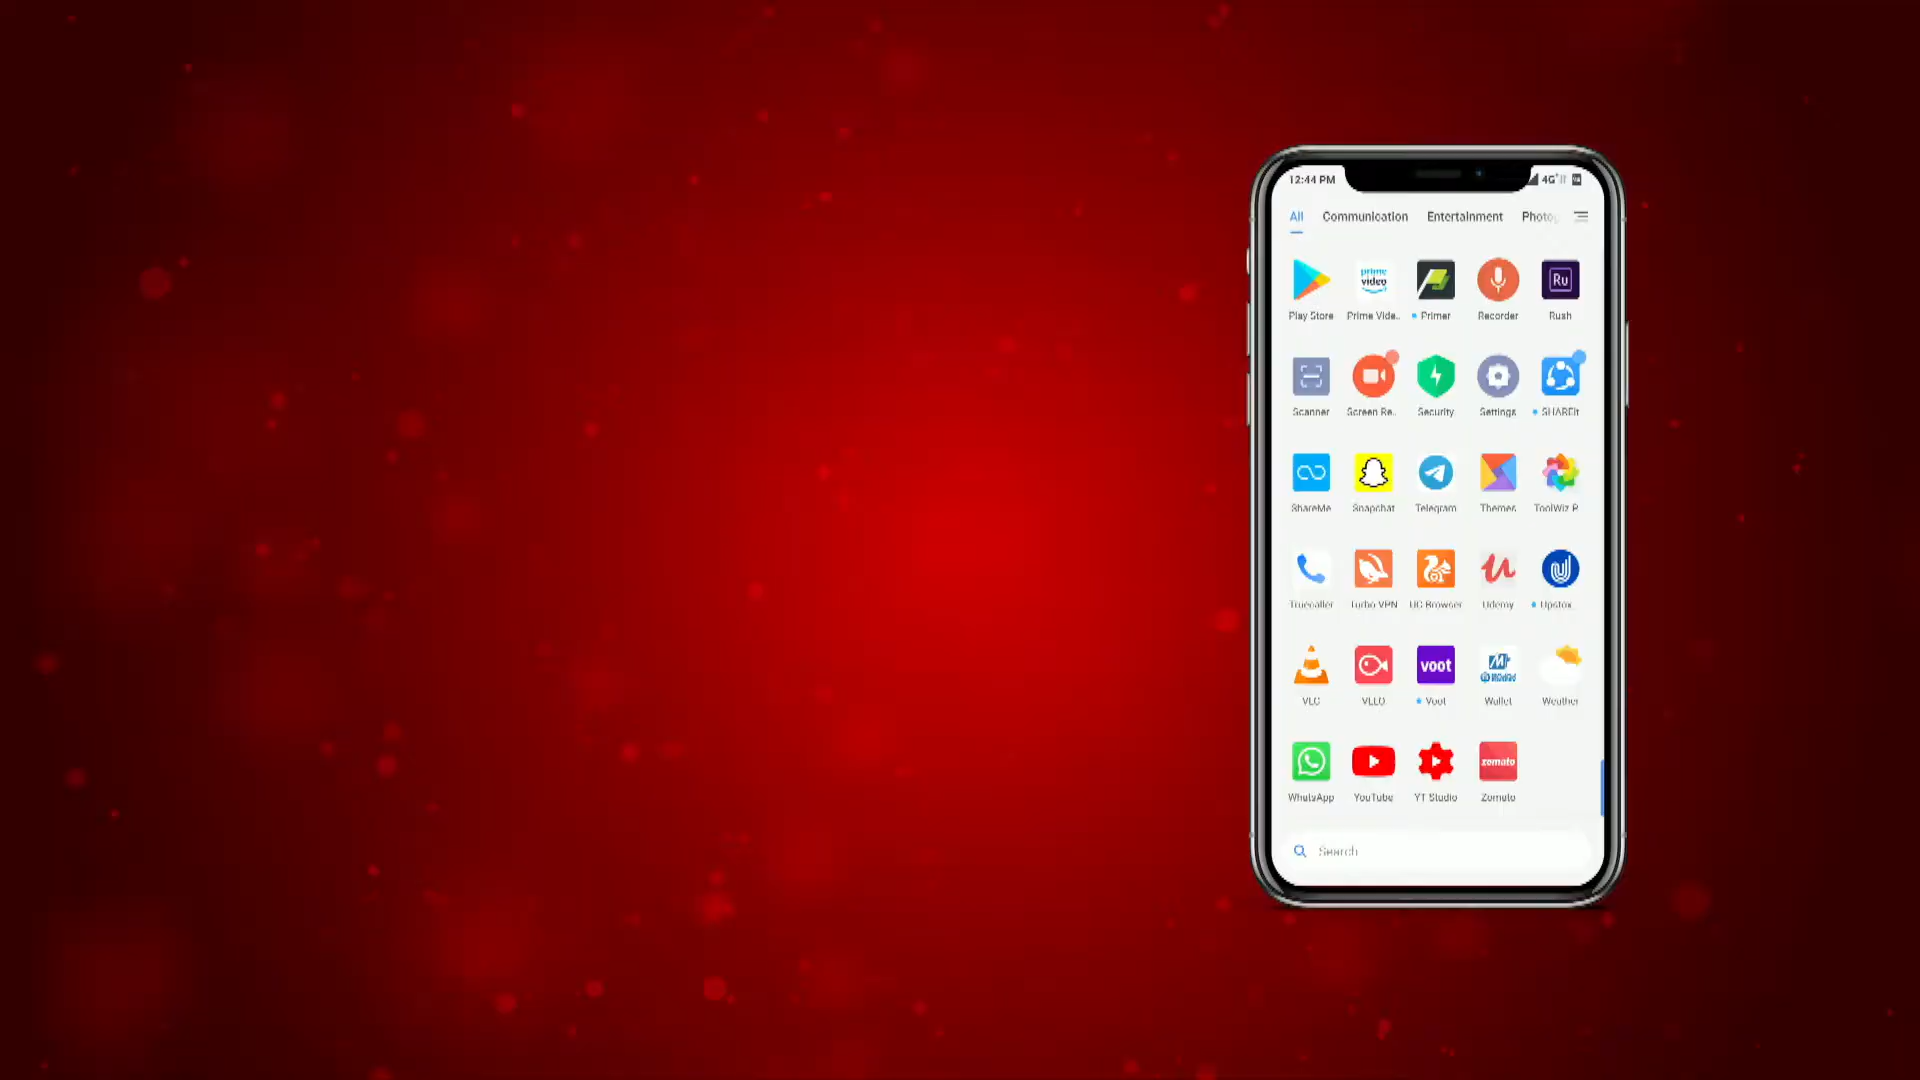 12:44 PM 4G+
All Communication Entertainment Photog
prime video Ru
Play Store Prime Vide.. Primer Recorder Rush
Scanner Screen Re.. Security Settings SHAREit
ShareMe Snapchat Telegram Themes ToolWiz P
Truecaller Turbo VPN UC Browser Udemy Upstox
voot
VLC VLLO Voot Wallet Weather
zomato
WhatsApp YouTube YT Studio Zomato
Search